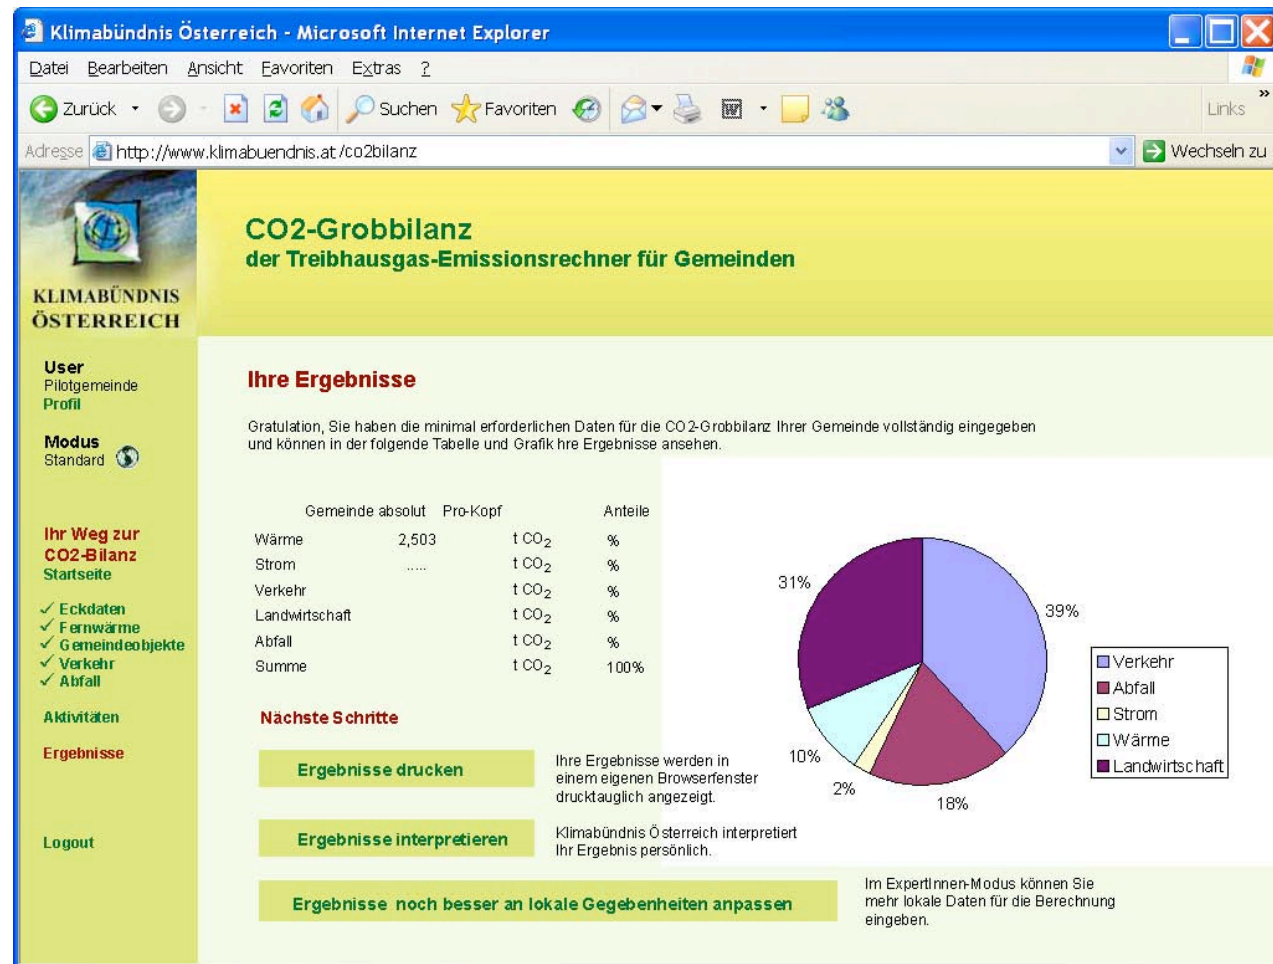 Klimabündnis Österreich - Microsoft Internet Explorer
Datei Bearbeiten Ansicht Favoriten Extras ?
Zurück Suchen Favoriten Links »
Adresse http://www.klimabuendnis.at/co2bilanz Wechseln zu
KLIMABÜNDNIS
ÖSTERREICH
CO2-Grobbilanz
der Treibhausgas-Emissionsrechner für Gemeinden
User
Pilotgemeinde
Profil
Modus
Standard
Ihr Weg zur
CO2-Bilanz
Startseite
✓ Eckdaten
✓ Fernwärme
✓ Gemeindeobjekte
✓ Verkehr
✓ Abfall
Aktivitäten
Ergebnisse
Logout
Ihre Ergebnisse
Gratulation, Sie haben die minimal erforderlichen Daten für die CO2-Grobbilanz Ihrer Gemeinde vollständig eingegeben
und können in der folgende Tabelle und Grafik hre Ergebnisse ansehen.
Gemeinde absolut Pro-Kopf Anteile
Wärme 2,503 t CO2 %
Strom ..... t CO2 %
Verkehr t CO2 %
Landwirtschaft t CO2 %
Abfall t CO2 %
Summe t CO2 100%
31%
39%
10%
2%
18%
Verkehr
Abfall
Strom
Wärme
Landwirtschaft
Nächste Schritte
Ergebnisse drucken
Ihre Ergebnisse werden in
einem eigenen Browserfenster
drucktauglich angezeigt.
Ergebnisse interpretieren
Klimabündnis Österreich interpretiert
Ihr Ergebnis persönlich.
Ergebnisse noch besser an lokale Gegebenheiten anpassen
Im ExpertInnen-Modus können Sie
mehr lokale Daten für die Berechnung
eingeben.